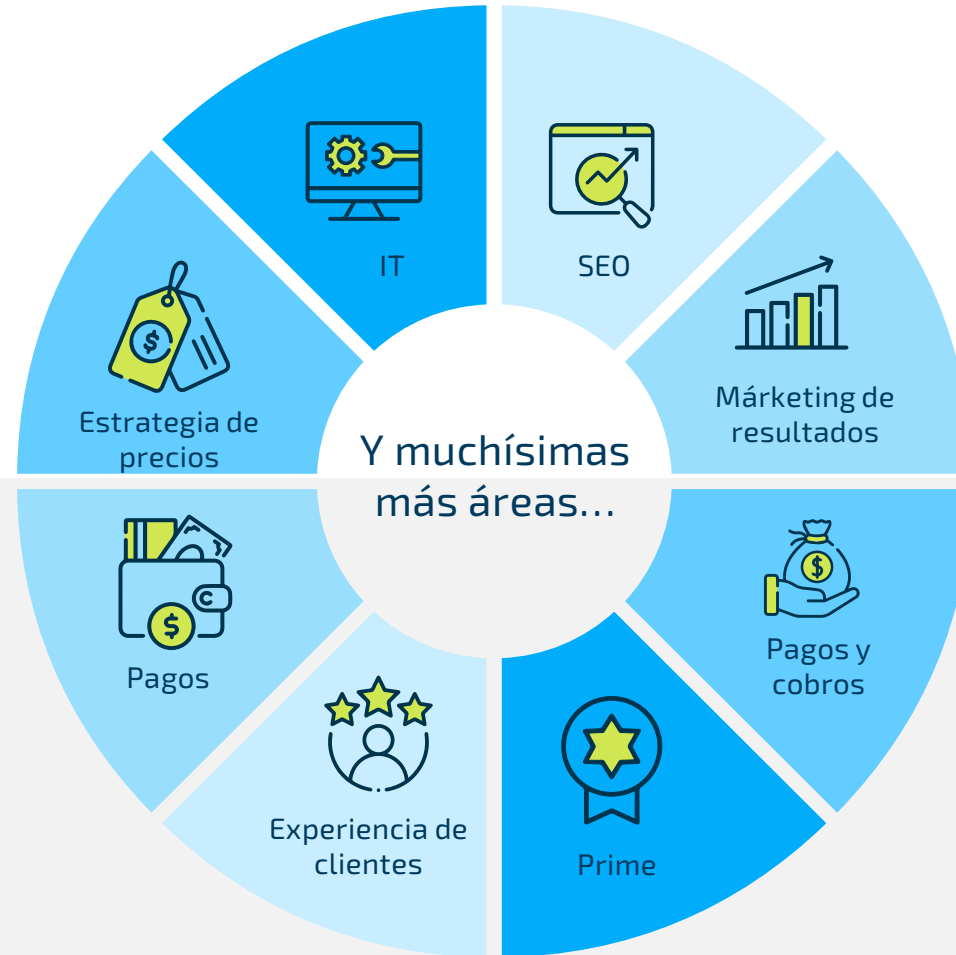 IT
SEO
Márketing de
resultados
Estrategia de
precios
Y muchísimas
más áreas...
Pagos y
cobros
Pagos
Experiencia de
clientes
Prime